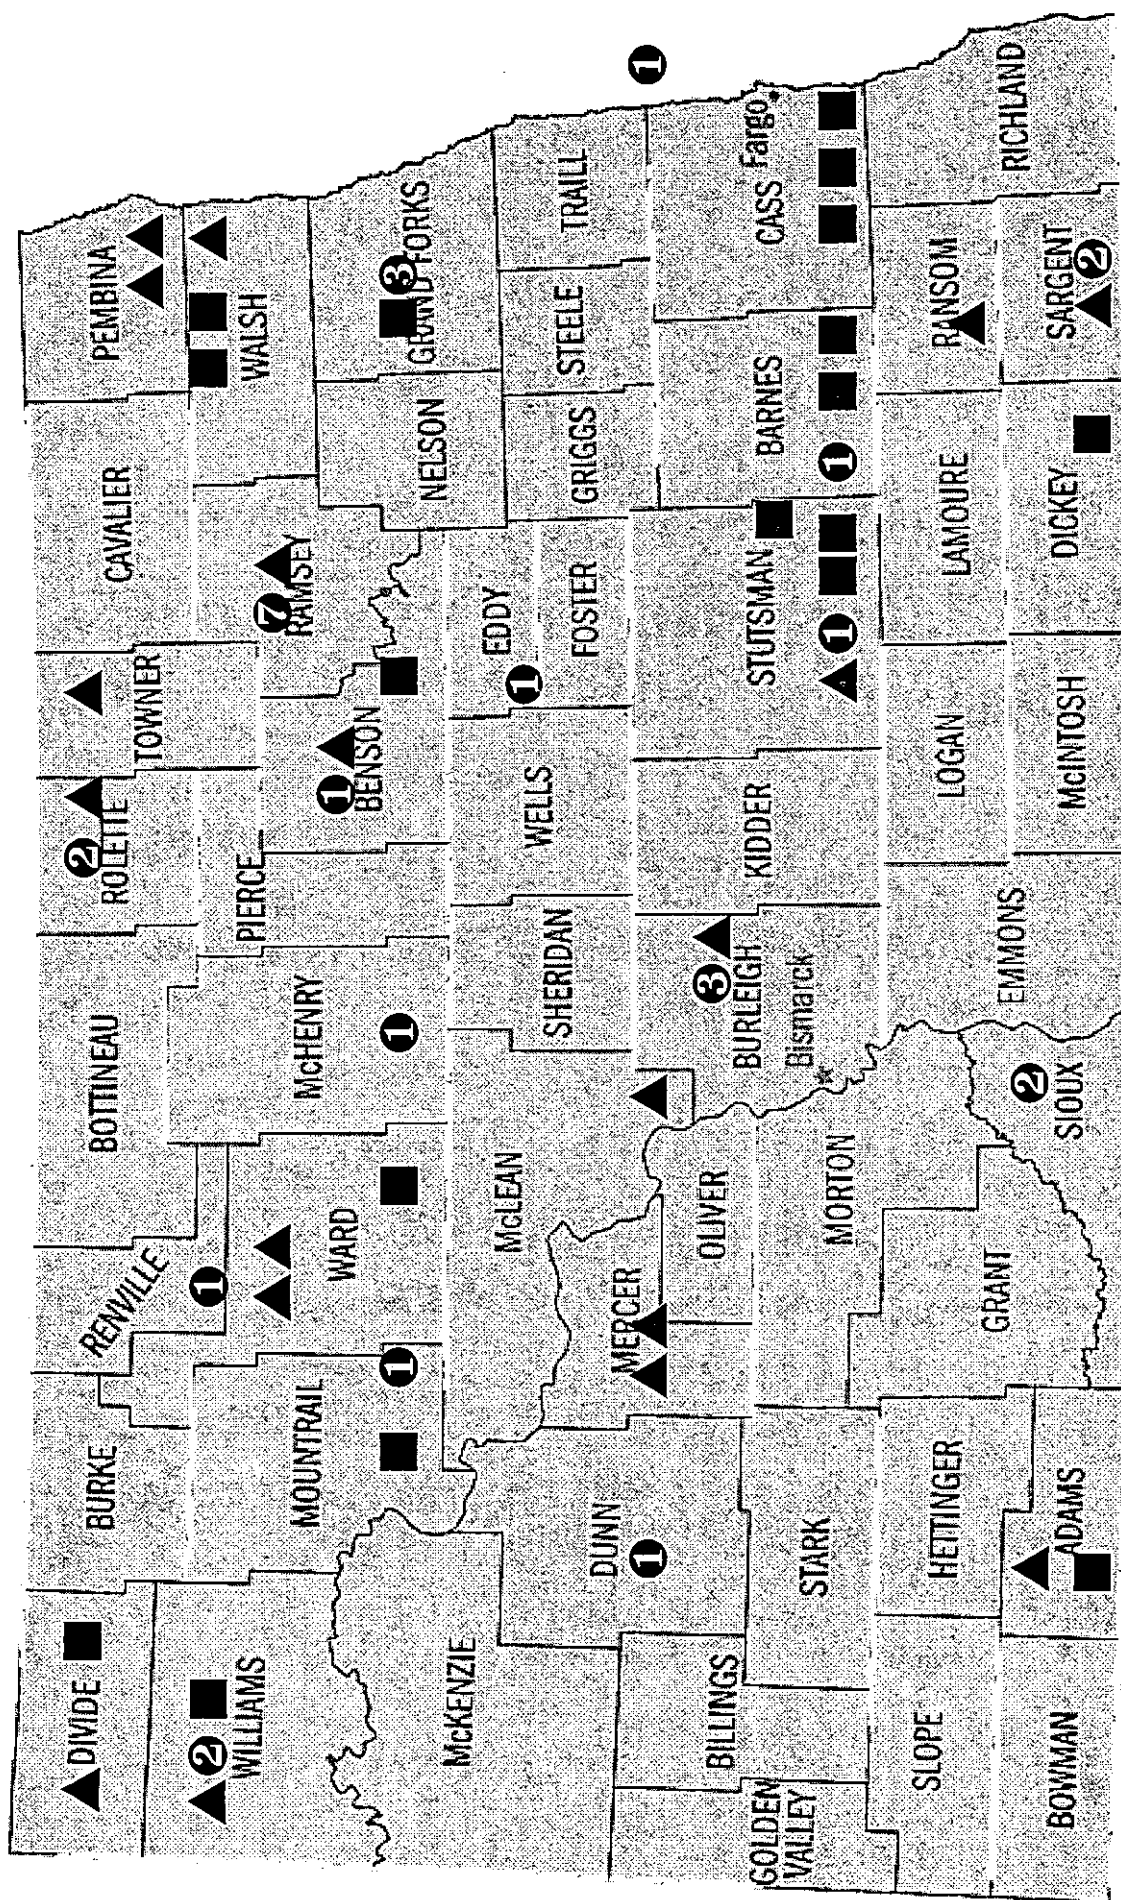 DIVIDE
BURKE
RENVILLE
BOTTINEAU
2
ROLETTE
TOWNER
CAVALIER
PEMBINA
2
WILLIAMS
MOUNTRAIL
1
1
WARD
McHENRY
1
PIERCE
1
BENSON
7
RAMSEY
WALSH
3
GRAND FORKS
NELSON
McKENZIE
DUNN
1
MERCER
OLIVER
McLEAN
SHERIDAN
WELLS
1
EDDY
FOSTER
GRIGGS
STEELE
TRAILL
1
GOLDEN
VALLEY
BILLINGS
STARK
MORTON
3
BURLEIGH
Bismarck
KIDDER
STUTSMAN
1
BARNES
1
CASS
Fargo
SLOPE
HETTINGER
GRANT
2
SIOUX
EMMONS
LOGAN
LAMOURE
RANSOM
RICHLAND
BOWMAN
ADAMS
McINTOSH
DICKEY
SARGENT
2